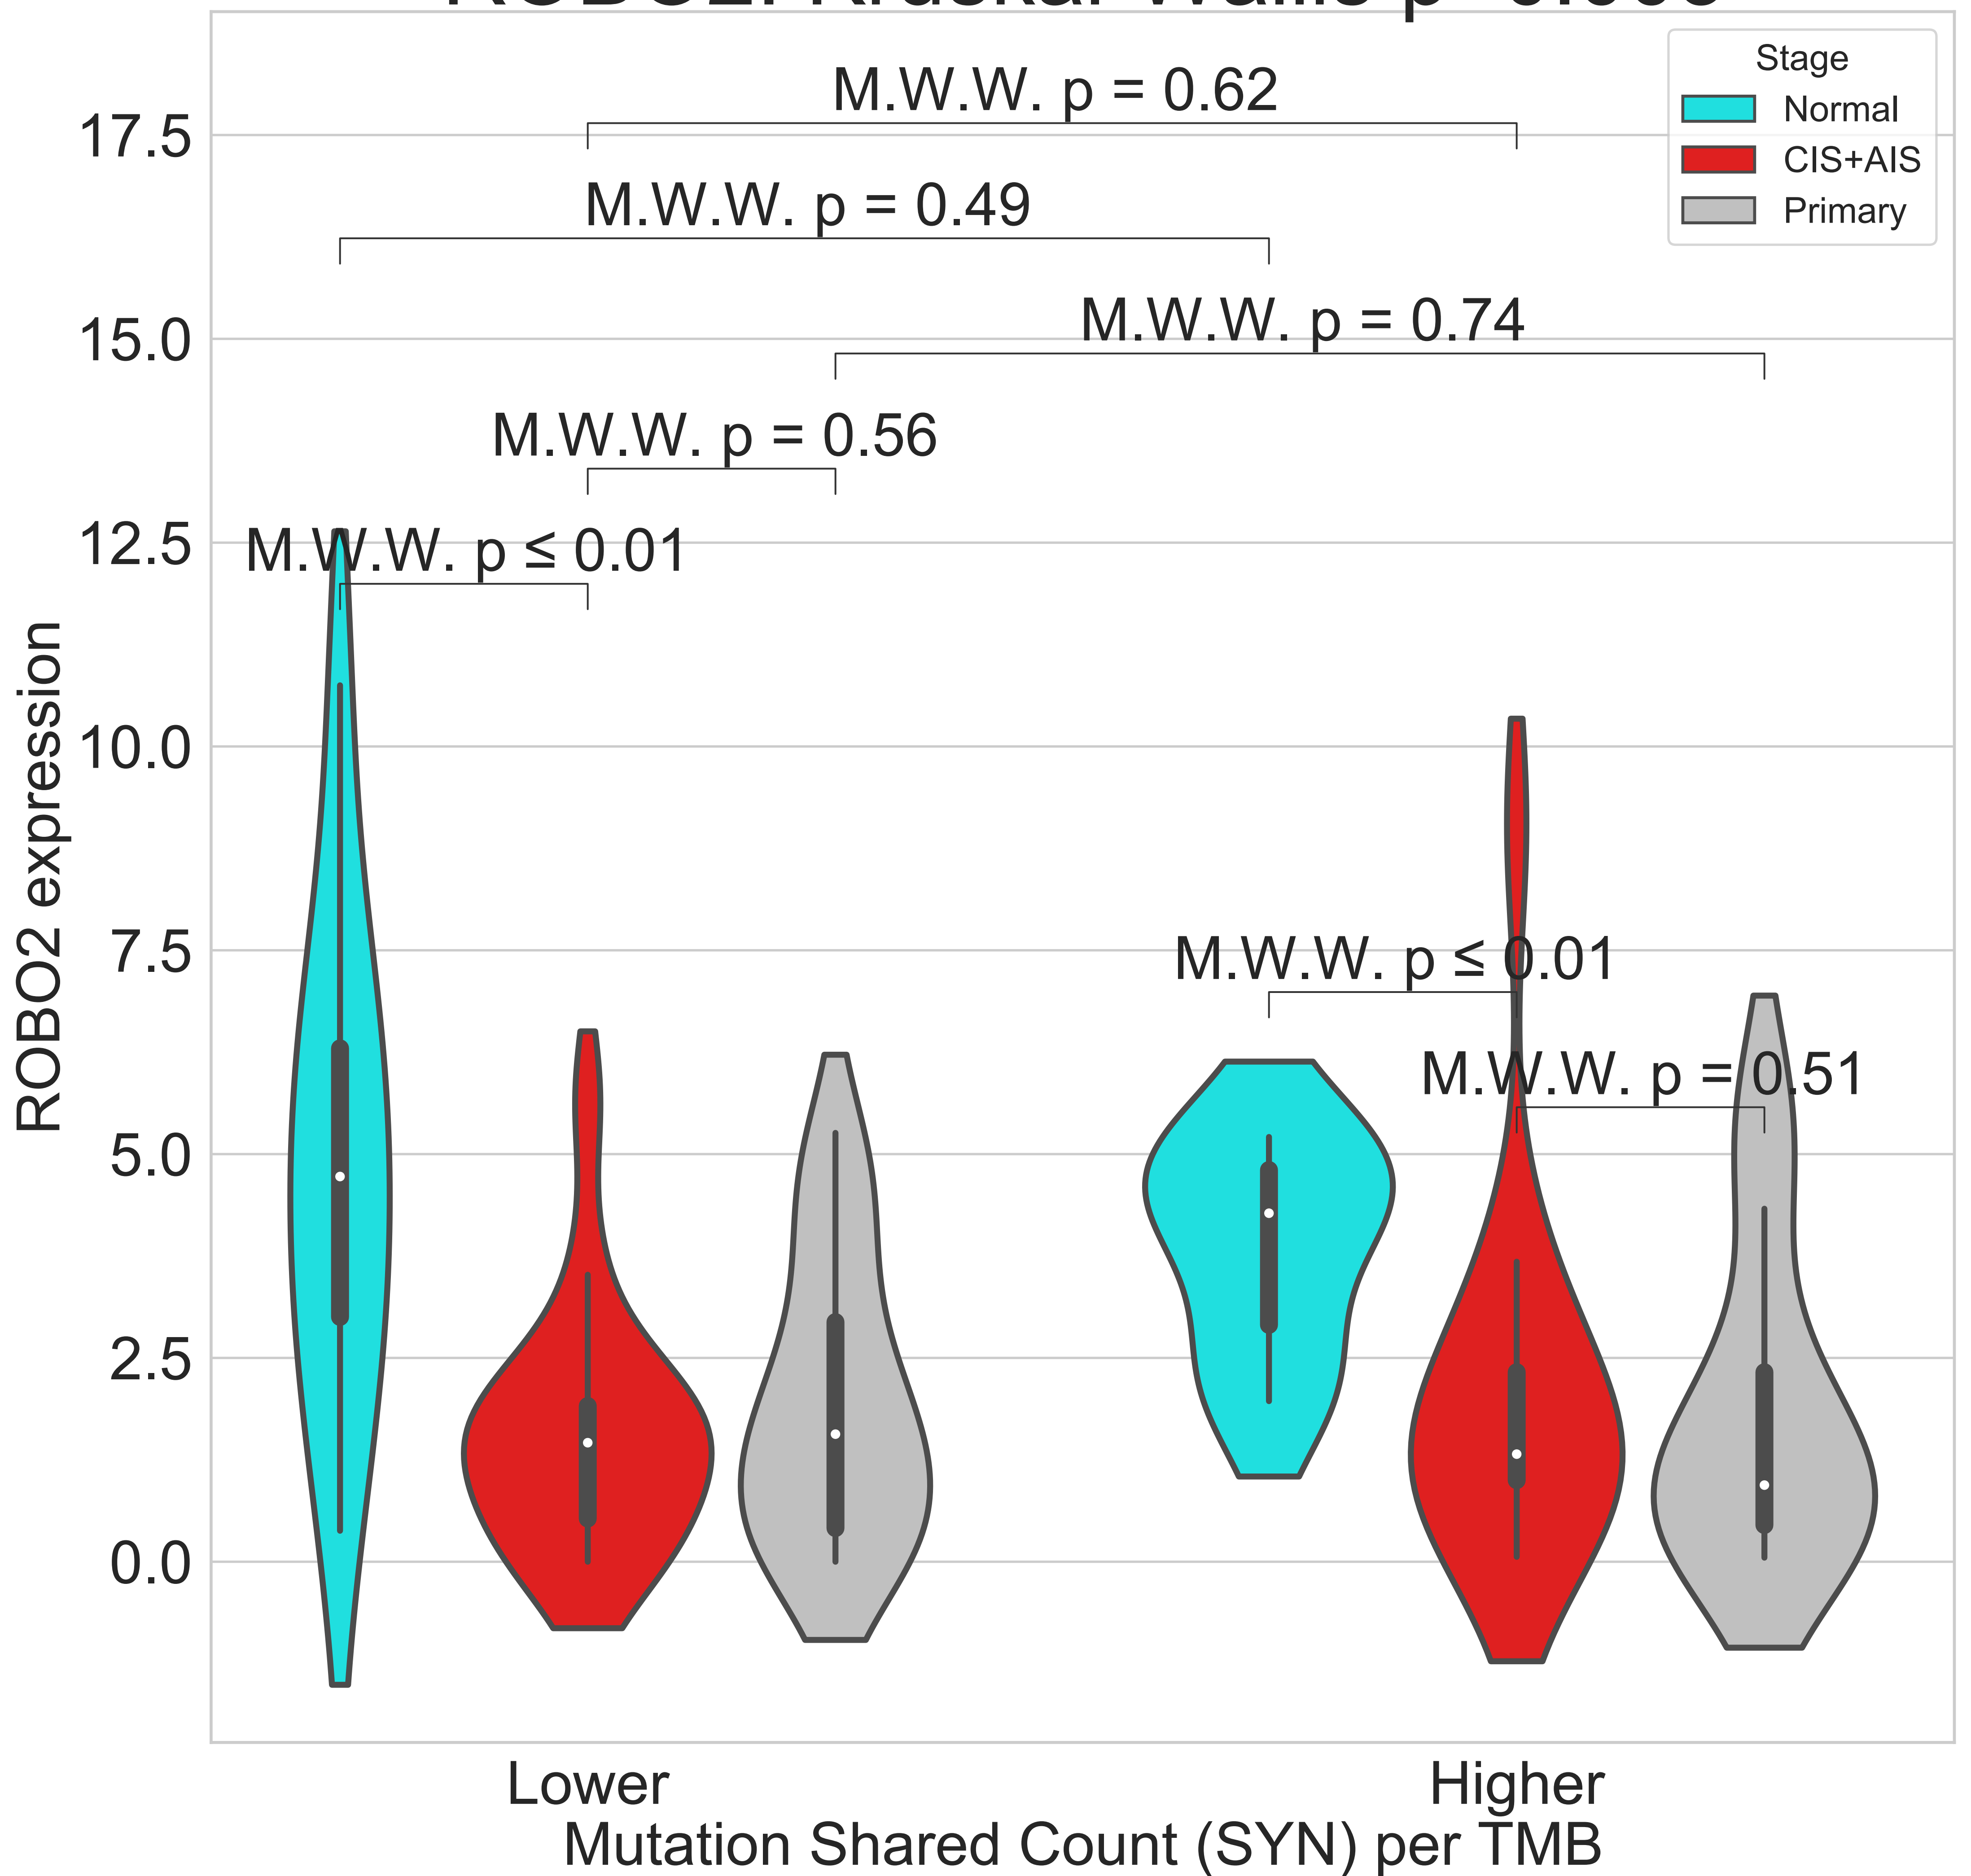 Stage
Normal
CIS+AIS
Primary
M.W.W. p = 0.62
M.W.W. p = 0.49
M.W.W. p = 0.74
M.W.W. p = 0.56
M.W.W. p ≤ 0.01
M.W.W. p ≤ 0.01
M.W.W. p = 0.51
17.5
15.0
12.5
10.0
7.5
5.0
2.5
0.0
ROBO2 expression
Lower
Higher
Mutation Shared Count (SYN) per TMB